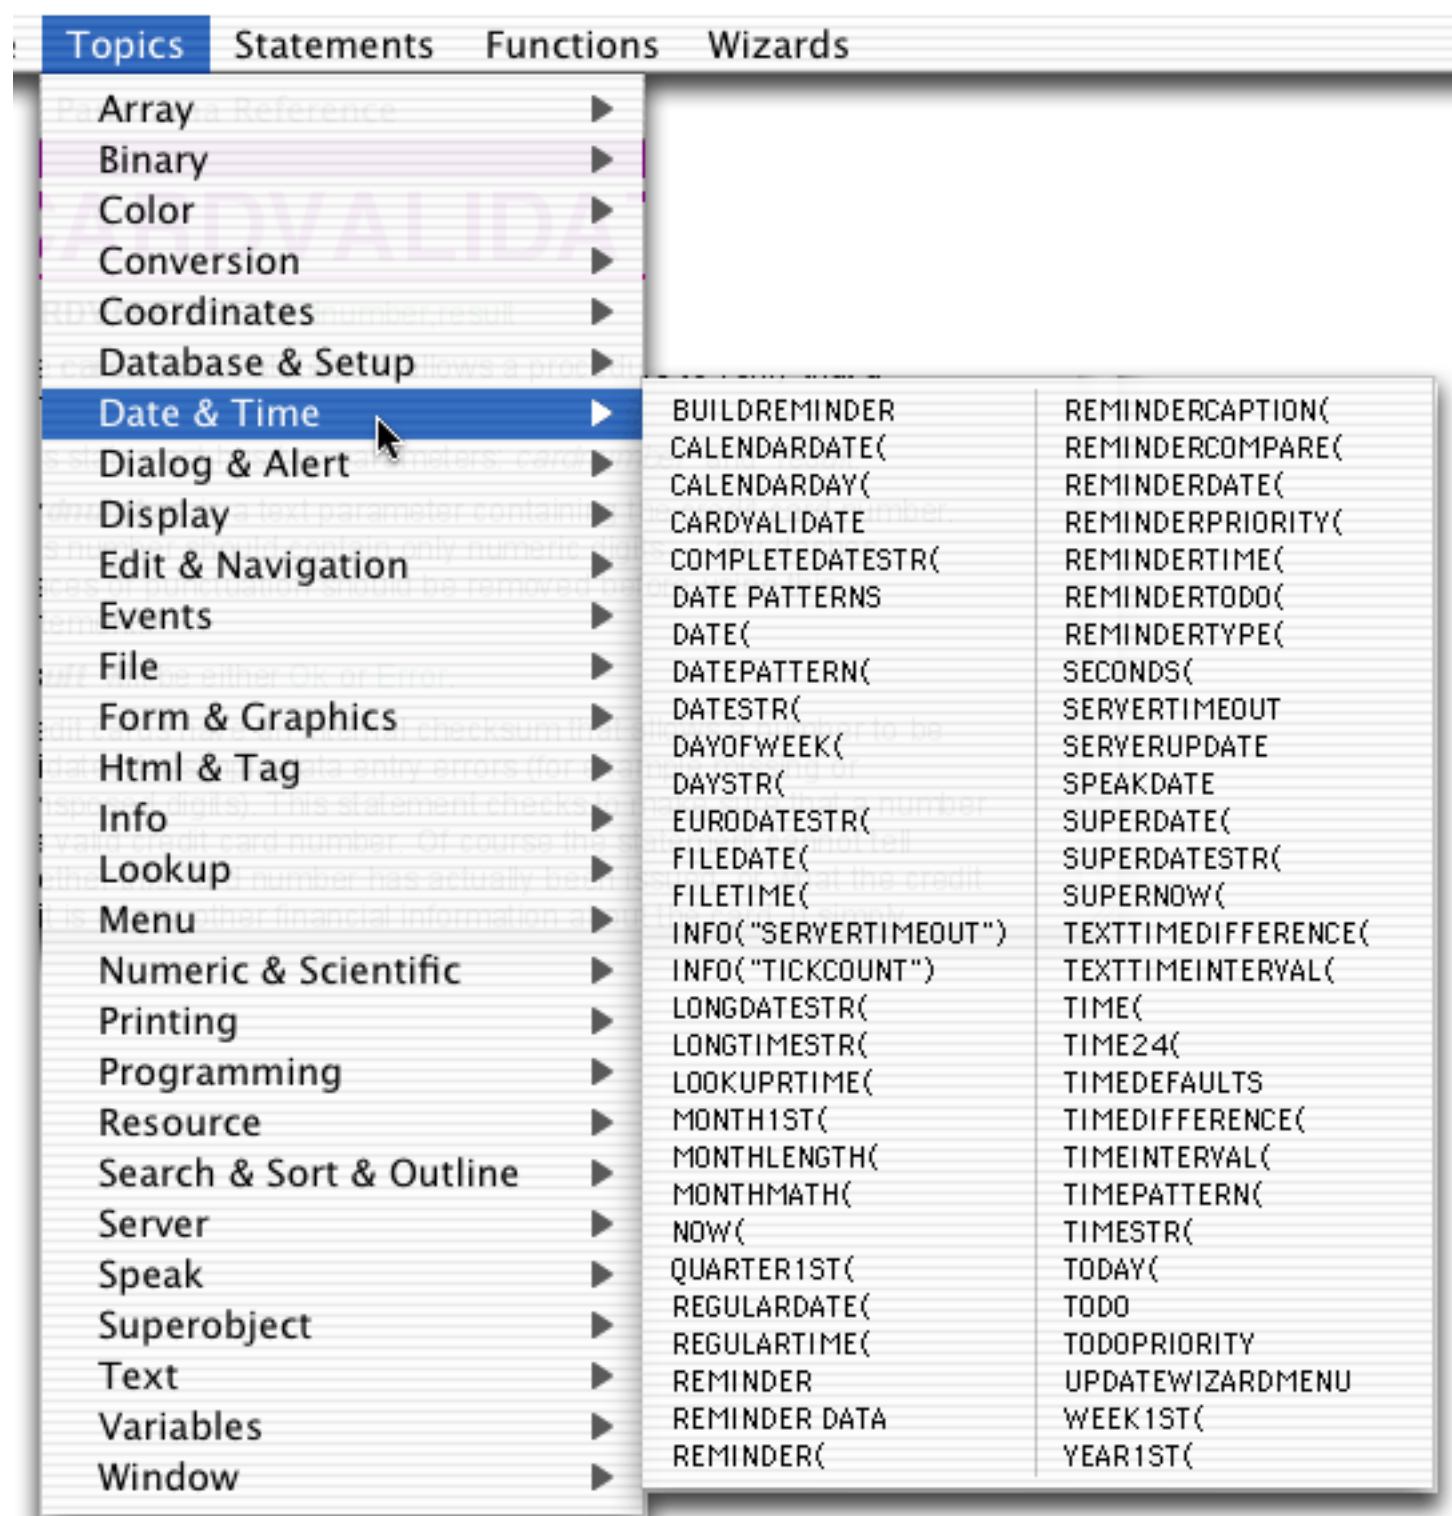 Topics Statements Functions Wizards
Array
Binary
Color
Conversion
Coordinates
Database & Setup
Date & Time
Dialog & Alert
Display
Edit & Navigation
Events
File
Form & Graphics
Html & Tag
Info
Lookup
Menu
Numeric & Scientific
Printing
Programming
Resource
Search & Sort & Outline
Server
Speak
Superobject
Text
Variables
Window
BUILDREMINDER
CALENDARDATE(
CALENDARDAY(
CARDVALIDATE
COMPLETEDATESTR(
DATE PATTERNS
DATE(
DATEPATTERN(
DATESTR(
DAYOFWEEK(
DAYSTR(
EURODATESTR(
FILEDATE(
FILETIME(
INFO("SERVERTIMEOUT")
INFO("TICKCOUNT")
LONGDATESTR(
LONGTIMESTR(
LOOKUPRTIME(
MONTH1ST(
MONTHLENGTH(
MONTHMATH(
NOW(
QUARTER1ST(
REGULARDATE(
REGULARTIME(
REMINDER
REMINDER DATA
REMINDER(
REMINDERCAPTION(
REMINDERCOMPARE(
REMINDERDATE(
REMINDERPRIORITY(
REMINDERTIME(
REMINDERTODO(
REMINDERTYPE(
SECONDS(
SERVERTIMEOUT
SERVERUPDATE
SPEAKDATE
SUPERDATE(
SUPERDATESTR(
SUPERNOW(
TEXTTIMEDIFFERENCE(
TEXTTIMEINTERVAL(
TIME(
TIME24(
TIMEDEFAULTS
TIMEDIFFERENCE(
TIMEINTERVAL(
TIMEPATTERN(
TIMESTR(
TODAY(
TODO
TODOPRIORITY
UPDATEWIZARDMENU
WEEK1ST(
YEAR1ST(